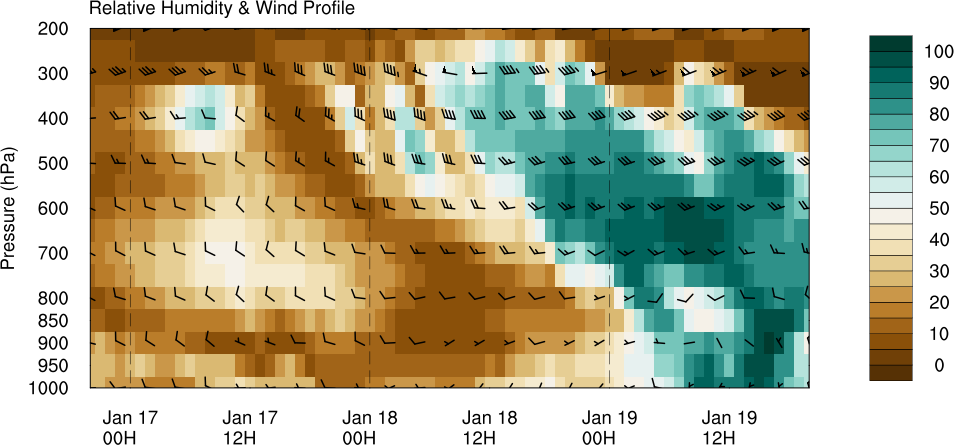 Relative Humidity & Wind Profile
Pressure (hPa)
200
300
400
500
600
700
800
850
900
950
1000
Jan 17 00H
Jan 17 12H
Jan 18 00H
Jan 18 12H
Jan 19 00H
Jan 19 12H
100
90
80
70
60
50
40
30
20
10
0